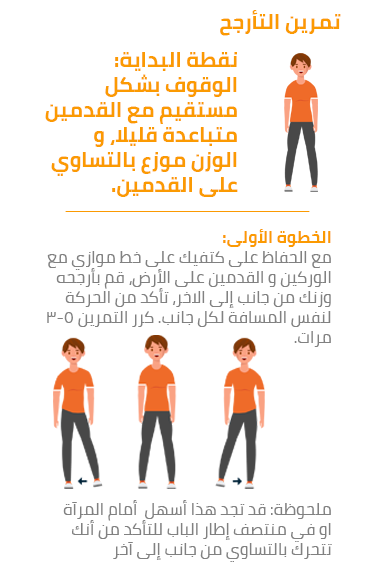 تمرين التأرجح
نقطة البداية:
الوقوف بشكل
مستقيم مع القدمين
متباعدة قليلا، و
الوزن موزع بالتساوي
على القدمين.
الخطوة الأولى:
مع الحفاظ على كتفيك على خط موازي مع
الوركين و القدمين على الأرض، قم بأرجحه
وزنك من جانب إلى الاخر، تأكد من الحركة
لنفس المسافة لكل جانب. كرر التمرين ٥-٣
مرات.
ملحوظة: قد تجد هذا أسهل أمام المرآة
او في منتصف إطار الباب للتأكد من أنك
تتحرك بالتساوي من جانب إلى آخر